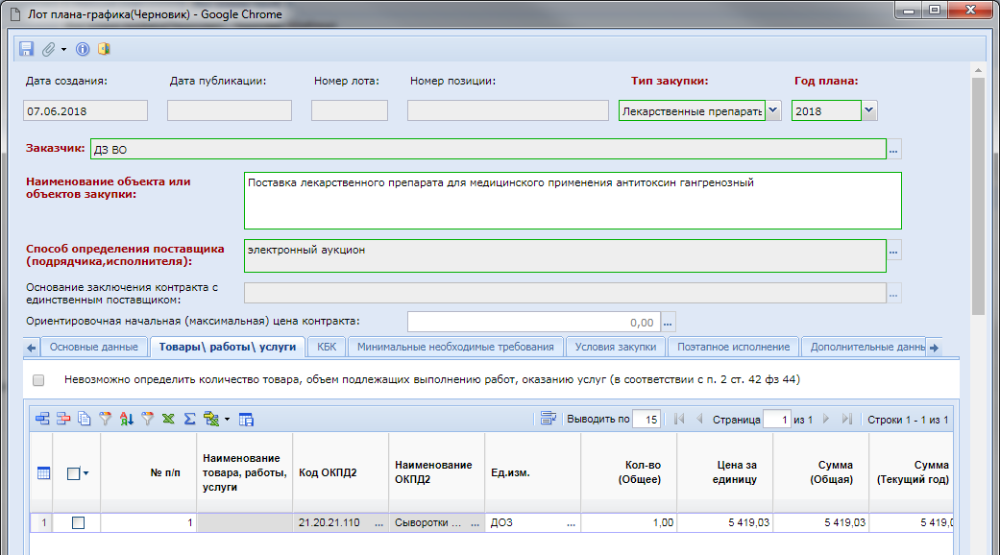 Лот плана-графика(Черновик) - Google Chrome
Дата создания: Дата публикации: Номер лота: Номер позиции: Тип закупки: Год плана:
07.06.2018 Лекарственные препараты 2018
Заказчик: ДЗ ВО ...
Наименование объекта или
объектов закупки:
Поставка лекарственного препарата для медицинского применения антитоксин гангренозный
Способ определения поставщика
(подрядчика,исполнителя):
электронный аукцион ...
Основание заключения контракта с
единственным поставщиком:
...
Ориентировочная начальная (максимальная) цена контракта: 0,00 ...
Основные данные Товары\ работы\ услуги КБК Минимальные необходимые требования Условия закупки Поэтапное исполнение Дополнительные данны
Невозможно определить количество товара, объем подлежащих выполнению работ, оказанию услуг (в соответствии с п. 2 ст. 42 фз 44)
Выводить по 15 Страница 1 из 1 Строки 1 - 1 из 1
№ п/п
Наименование
товара, работы,
услуги
Код ОКПД2
Наименование
ОКПД2
Ед.изм.
Кол-во
(Общее)
Цена за
единицу
Сумма
(Общая)
Сумма
(Текущий год)
1 1 21.20.21.110 ... Сыворотки ... ... ДОЗ ... 1,00 5 419,03 5 419,03 5 419,0